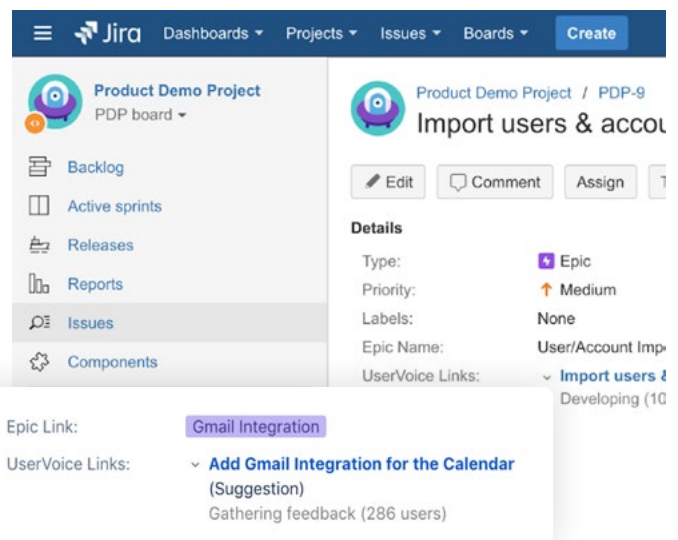 Jira Dashboards Projects Issues Boards Create
Product Demo Project
PDP board
Backlog
Active sprints
Releases
Reports
Issues
Components
Product Demo Project / PDP-9
Import users & accou
Edit Comment Assign
Details
Type: Epic
Priority: Medium
Labels: None
Epic Name: User/Account Imp
UserVoice Links: Import users &
Developing (10
Epic Link: Gmail Integration
UserVoice Links: Add Gmail Integration for the Calendar
(Suggestion)
Gathering feedback (286 users)